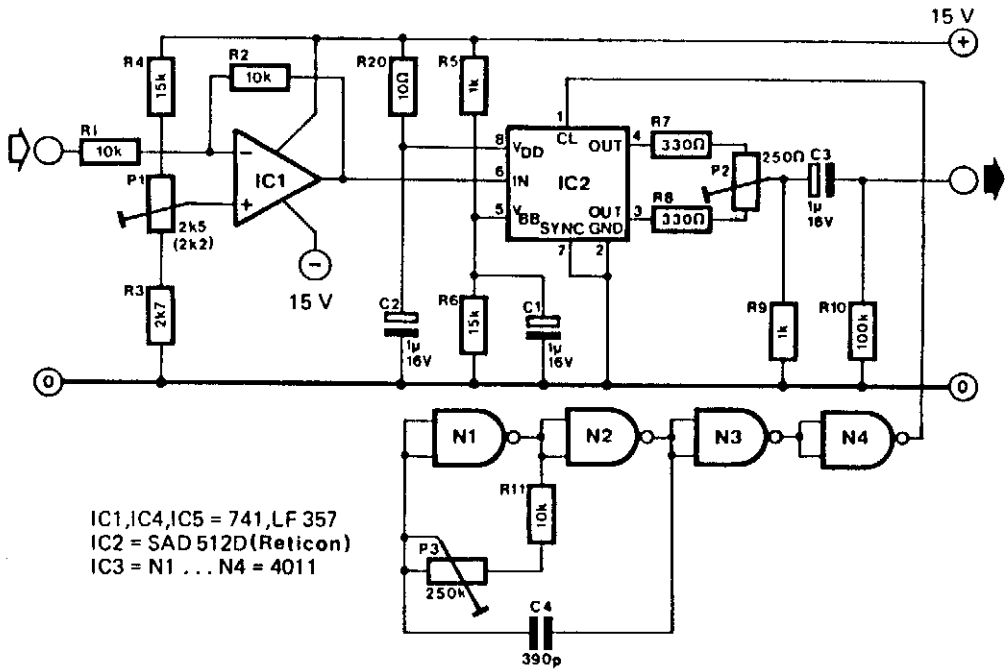 15 V
+
R4
15k
R2
10k
R20
10Ω
R5
1k
1
CL
R1
10k
−
+
IC1
P1
2k5
(2k2)
−
15 V
R3
2k7
8
VDD
OUT
4
6
IN
IC2
5
VBB
OUT
3
SYNC
GND
7
2
R7
330Ω
R8
330Ω
250Ω
P2
C3
1µ
16V
C2
1µ
16V
R6
15k
C1
1µ
16V
R9
1k
R10
100k
0
0
N1
N2
N3
N4
R11
10k
P3
250k
C4
390p
IC1,IC4,IC5 = 741,LF 357
IC2 = SAD 512D(Reticon)
IC3 = N1 ... N4 = 4011